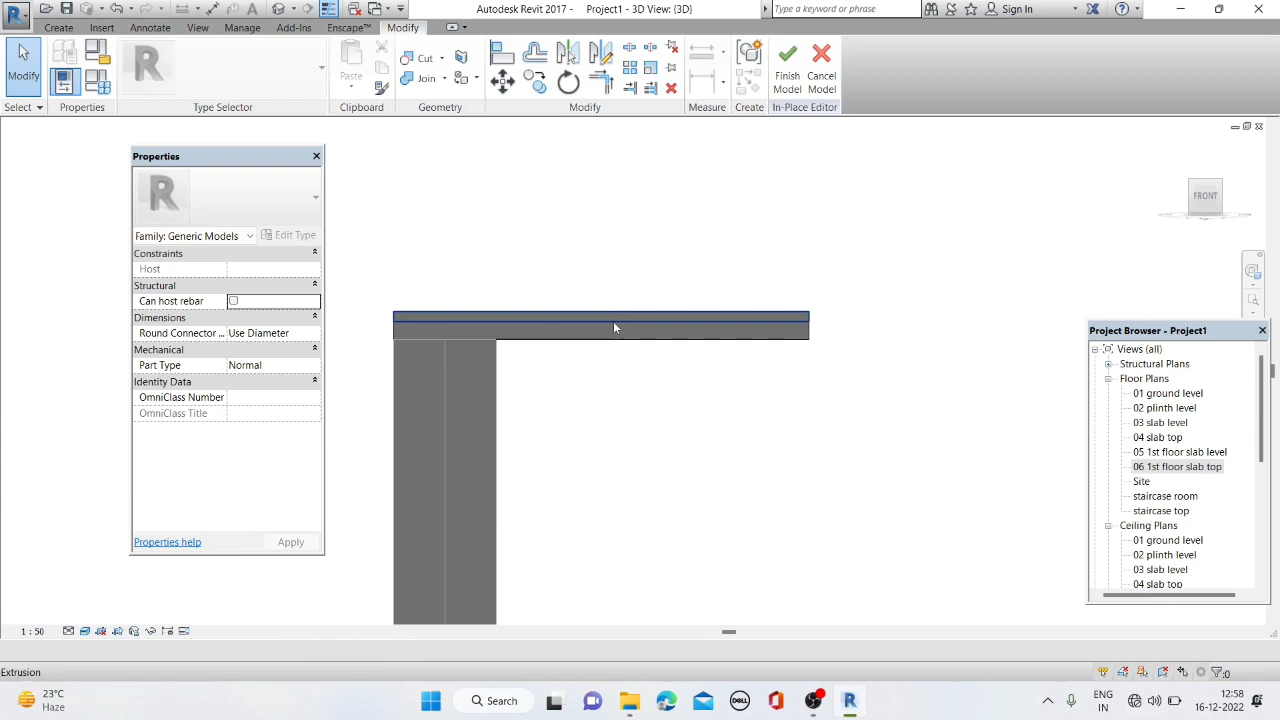 Autodesk Revit 2017 - Project1 - 3D View: {3D}
Type a keyword or phrase
Sign In
Create Insert Annotate View Manage Add-Ins Enscape™ Modify
Modify
Paste
Cut
Join
Finish Model
Cancel Model
Select Properties Type Selector Clipboard Geometry Modify Measure Create In-Place Editor
Properties
Family: Generic Models Edit Type
Constraints
Host
Structural
Can host rebar
Dimensions
Round Connector ... Use Diameter
Mechanical
Part Type Normal
Identity Data
OmniClass Number
OmniClass Title
Properties help Apply
FRONT
Project Browser - Project1
Views (all)
Structural Plans
Floor Plans
01 ground level
02 plinth level
03 slab level
04 slab top
05 1st floor slab level
06 1st floor slab top
Site
staircase room
staircase top
Ceiling Plans
01 ground level
02 plinth level
03 slab level
04 slab top
1 : 50
Extrusion
:0
23°C
Haze
Search
DELL
ENG
IN
12:58
16-12-2022